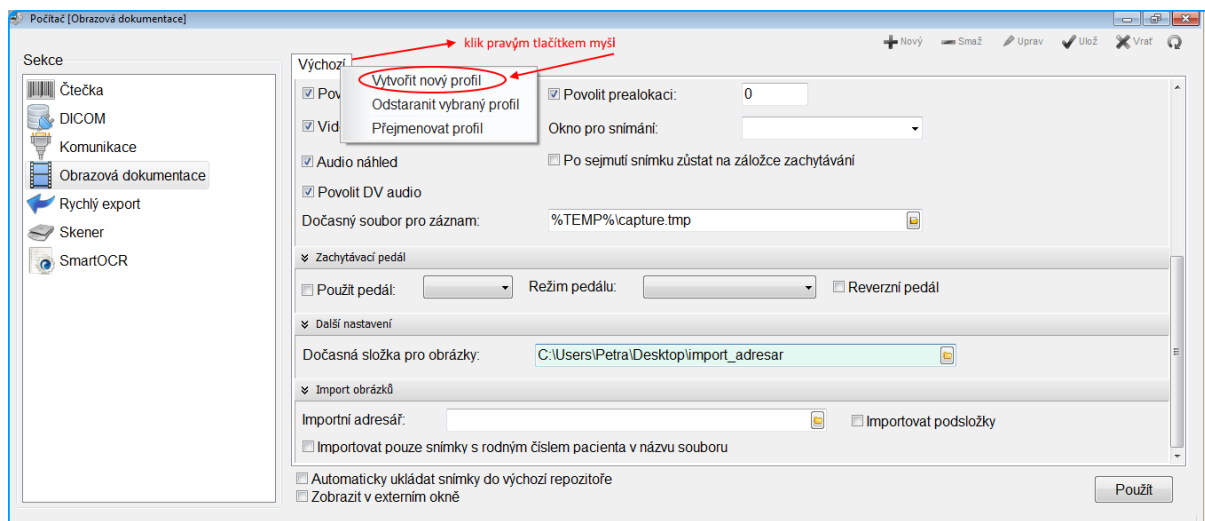 Počítač [Obrazová dokumentace]
klik pravým tlačítkem myši
Nový Smaž Uprav Ulož Vrať
Sekce
Čtečka
DICOM
Komunikace
Obrazová dokumentace
Rychlý export
Skener
SmartOCR
Výchozí
Vytvořit nový profil
Odstaranit vybraný profil
Přejmenovat profil
Povolit prealokaci: 0
Okno pro snímání:
Audio náhled
Po sejmutí snímku zůstat na záložce zachytávání
Povolit DV audio
Dočasný soubor pro záznam: %TEMP%\capture.tmp
Zachytávací pedál
Použít pedál: Režim pedálu: Reverzní pedál
Další nastavení
Dočasná složka pro obrázky: C:\Users\Petra\Desktop\import_adresar
Import obrázků
Importní adresář: Importovat podsložky
Importovat pouze snímky s rodným číslem pacienta v názvu souboru
Automaticky ukládat snímky do výchozí repozitoře
Zobrazit v externím okně
Použít